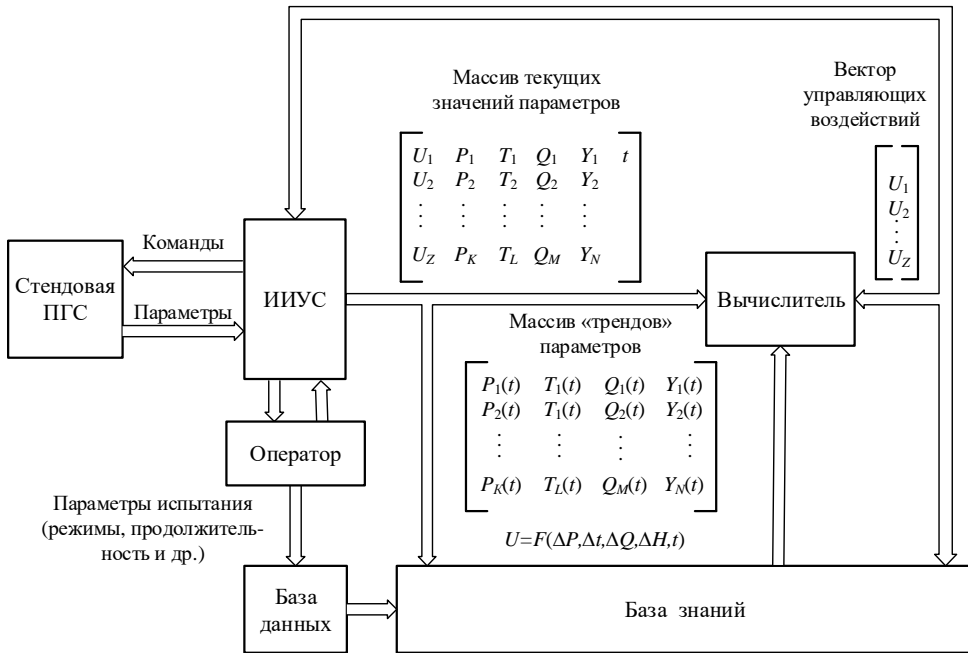 Массив текущих
значений параметров
U1 P1 T1 Q1 Y1 t
U2 P2 T2 Q2 Y2
⋮ ⋮ ⋮ ⋮ ⋮
UZ PK TL QM YN
Вектор
управляющих
воздействий
U1
U2
⋮
UZ
Команды
Стендовая
ПГС
Параметры
ИИУС
Вычислитель
Массив «трендов»
параметров
P1(t) T1(t) Q1(t) Y1(t)
P2(t) T1(t) Q2(t) Y2(t)
⋮ ⋮ ⋮ ⋮
PK(t) TL(t) QM(t) YN(t)
Оператор
Параметры испытания
(режимы, продолжитель-
ность и др.)
U=F(ΔP,Δt,ΔQ,ΔH,t)
База
данных
База знаний